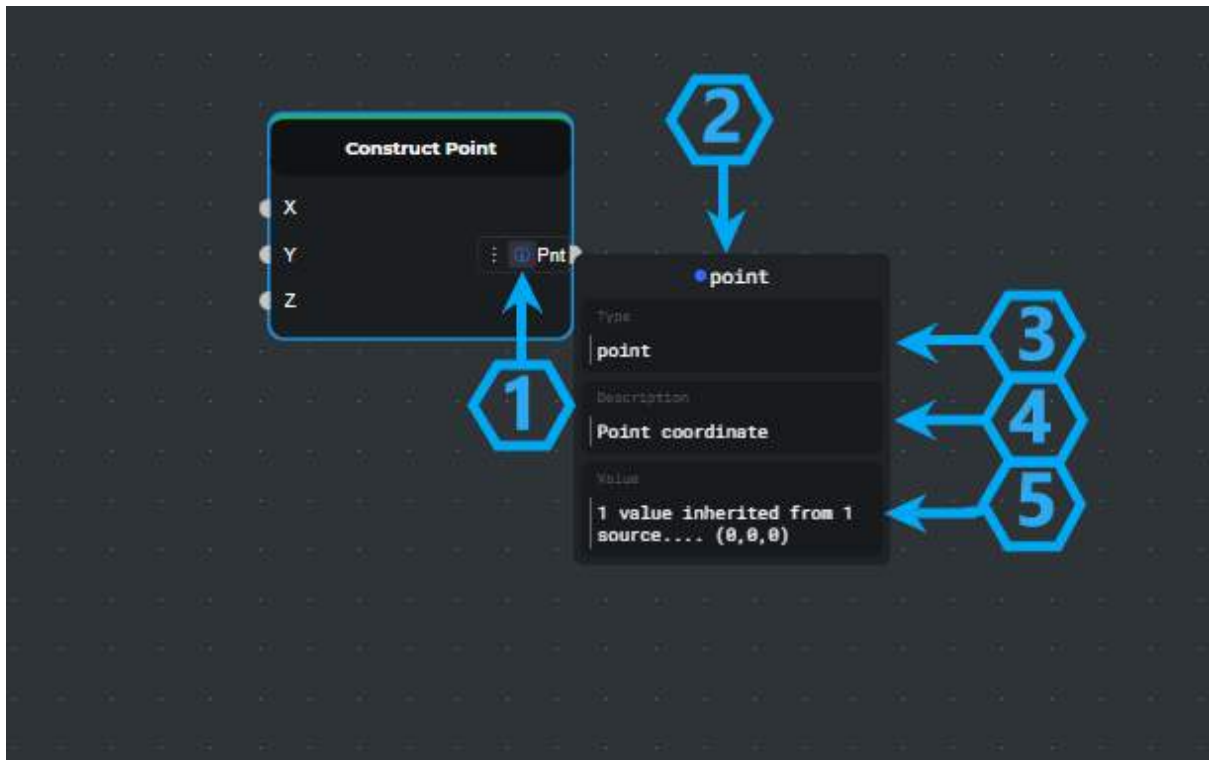 2
Construct Point
X
Y
Pnt
Z
point
Type
point
3
Description
Point coordinate
4
1
Value
1 value inherited from 1
source.... (0,0,0)
5